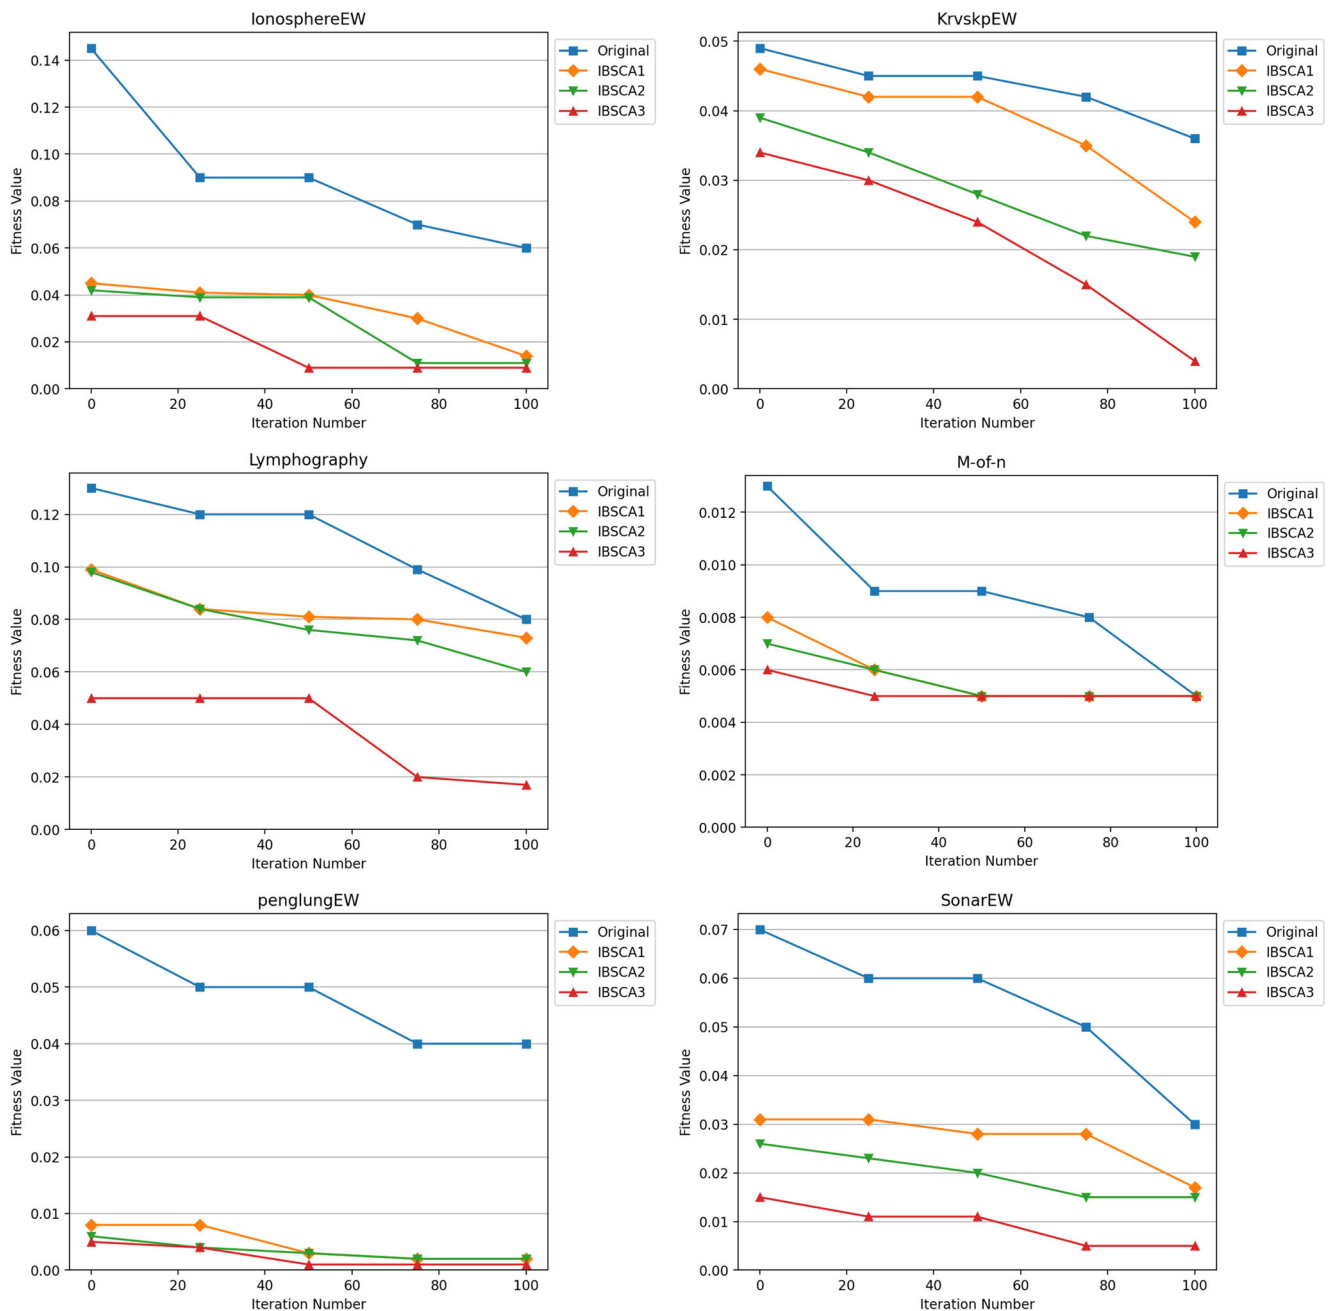 IonosphereEW
Fitness Value
0.14
0.12
0.10
0.08
0.06
0.04
0.02
0.00
0 20 40 60 80 100
Iteration Number
Original
IBSCA1
IBSCA2
IBSCA3
KrvskpEW
Fitness Value
0.05
0.04
0.03
0.02
0.01
0.00
0 20 40 60 80 100
Iteration Number
Original
IBSCA1
IBSCA2
IBSCA3
Lymphography
Fitness Value
0.12
0.10
0.08
0.06
0.04
0.02
0.00
0 20 40 60 80 100
Iteration Number
Original
IBSCA1
IBSCA2
IBSCA3
M-of-n
Fitness Value
0.012
0.010
0.008
0.006
0.004
0.002
0.000
0 20 40 60 80 100
Iteration Number
Original
IBSCA1
IBSCA2
IBSCA3
penglungEW
Fitness Value
0.06
0.05
0.04
0.03
0.02
0.01
0.00
0 20 40 60 80 100
Iteration Number
Original
IBSCA1
IBSCA2
IBSCA3
SonarEW
Fitness Value
0.07
0.06
0.05
0.04
0.03
0.02
0.01
0.00
0 20 40 60 80 100
Iteration Number
Original
IBSCA1
IBSCA2
IBSCA3